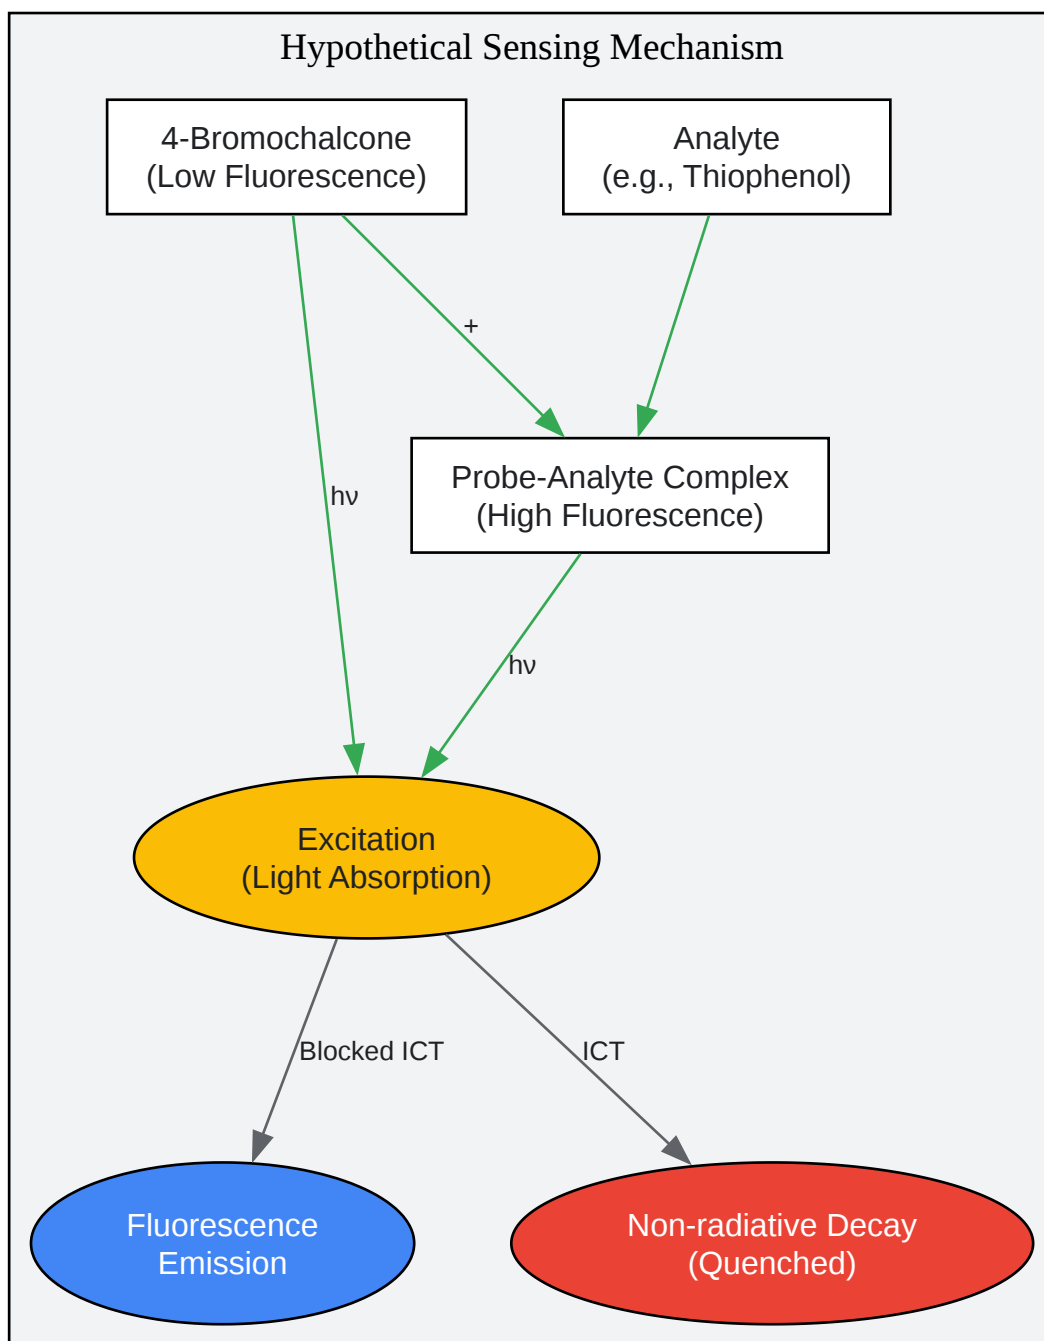 Hypothetical Sensing Mechanism
4-Bromochalcone
(Low Fluorescence)
Analyte
(e.g., Thiophenol)
+
Probe-Analyte Complex
(High Fluorescence)
hν
hν
Excitation
(Light Absorption)
Blocked ICT
ICT
Fluorescence
Emission
Non-radiative Decay
(Quenched)